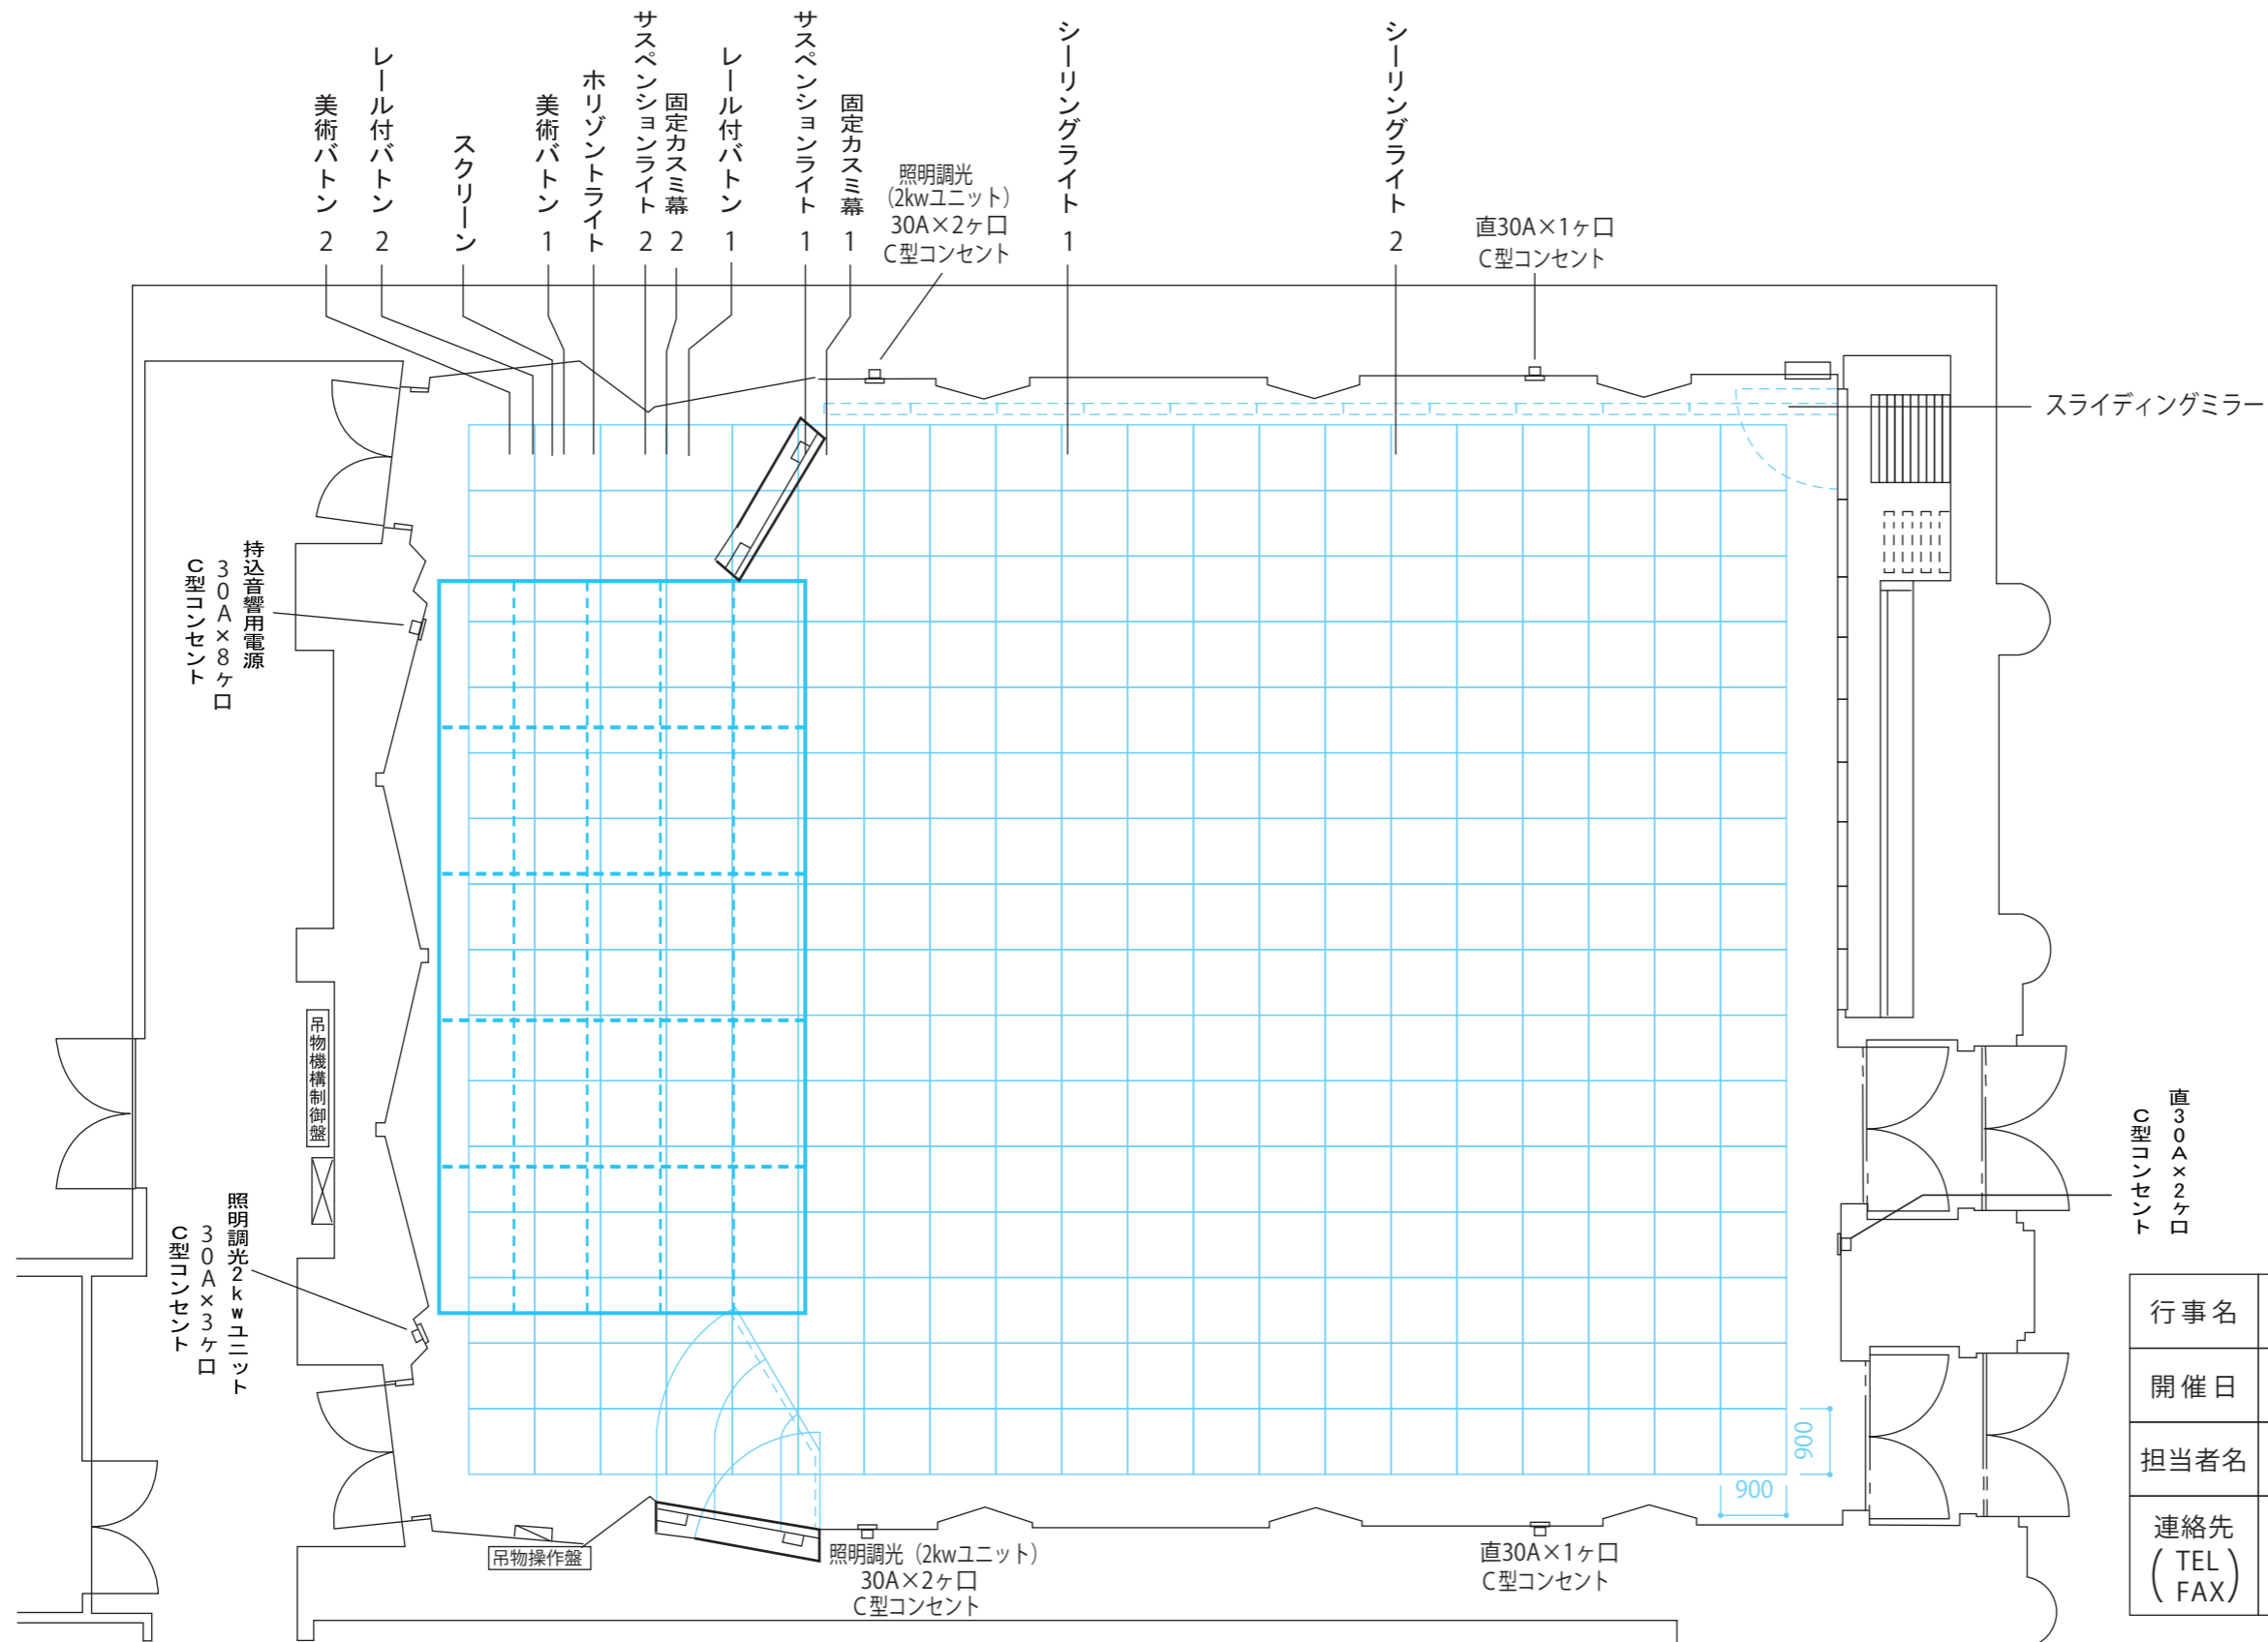 美術バトン 2
レール付バトン 2
スクリーン
美術バトン 1
ホリゾントライト
サスペンションライト 2
固定カスミ幕 2
レール付バトン 1
サスペンションライト 1
固定カスミ幕 1
照明調光
(2kwユニット)
30A×2ヶ口
C型コンセント
シーリングライト 1
シーリングライト 2
直30A×1ヶ口
C型コンセント
スライディングミラー
持込音響用電源
30A×8ヶ口
C型コンセント
吊物機構制御盤
照明調光2kwユニット
30A×3ヶ口
C型コンセント
直30A×2ヶ口
C型コンセント
行事名
開催日
担当者名
連絡先
(TEL
FAX)
900
900
吊物操作盤
照明調光(2kwユニット)
30A×2ヶ口
C型コンセント
直30A×1ヶ口
C型コンセント